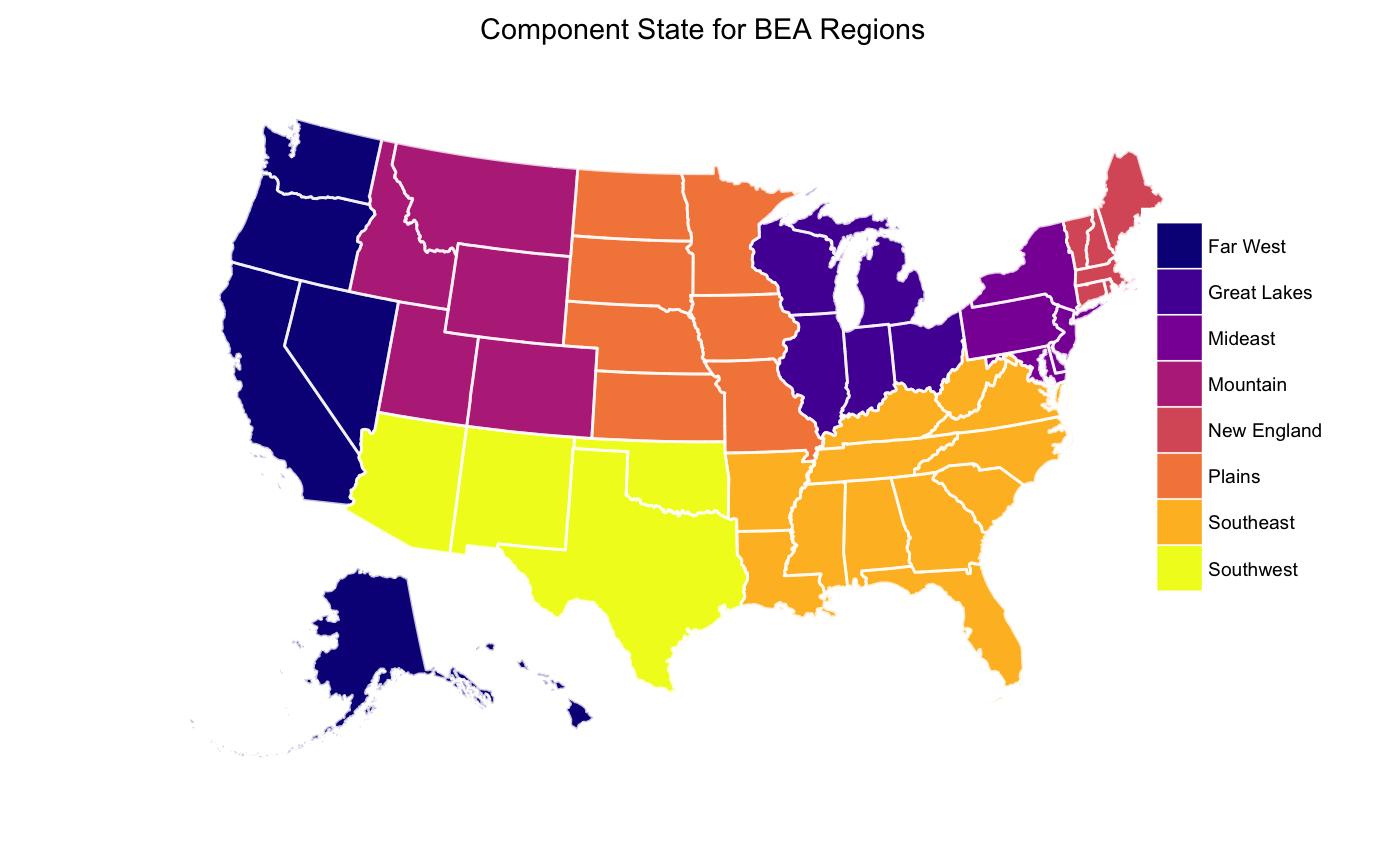 Component State for BEA Regions
Far West
Great Lakes
Mideast
Mountain
New England
Plains
Southeast
Southwest